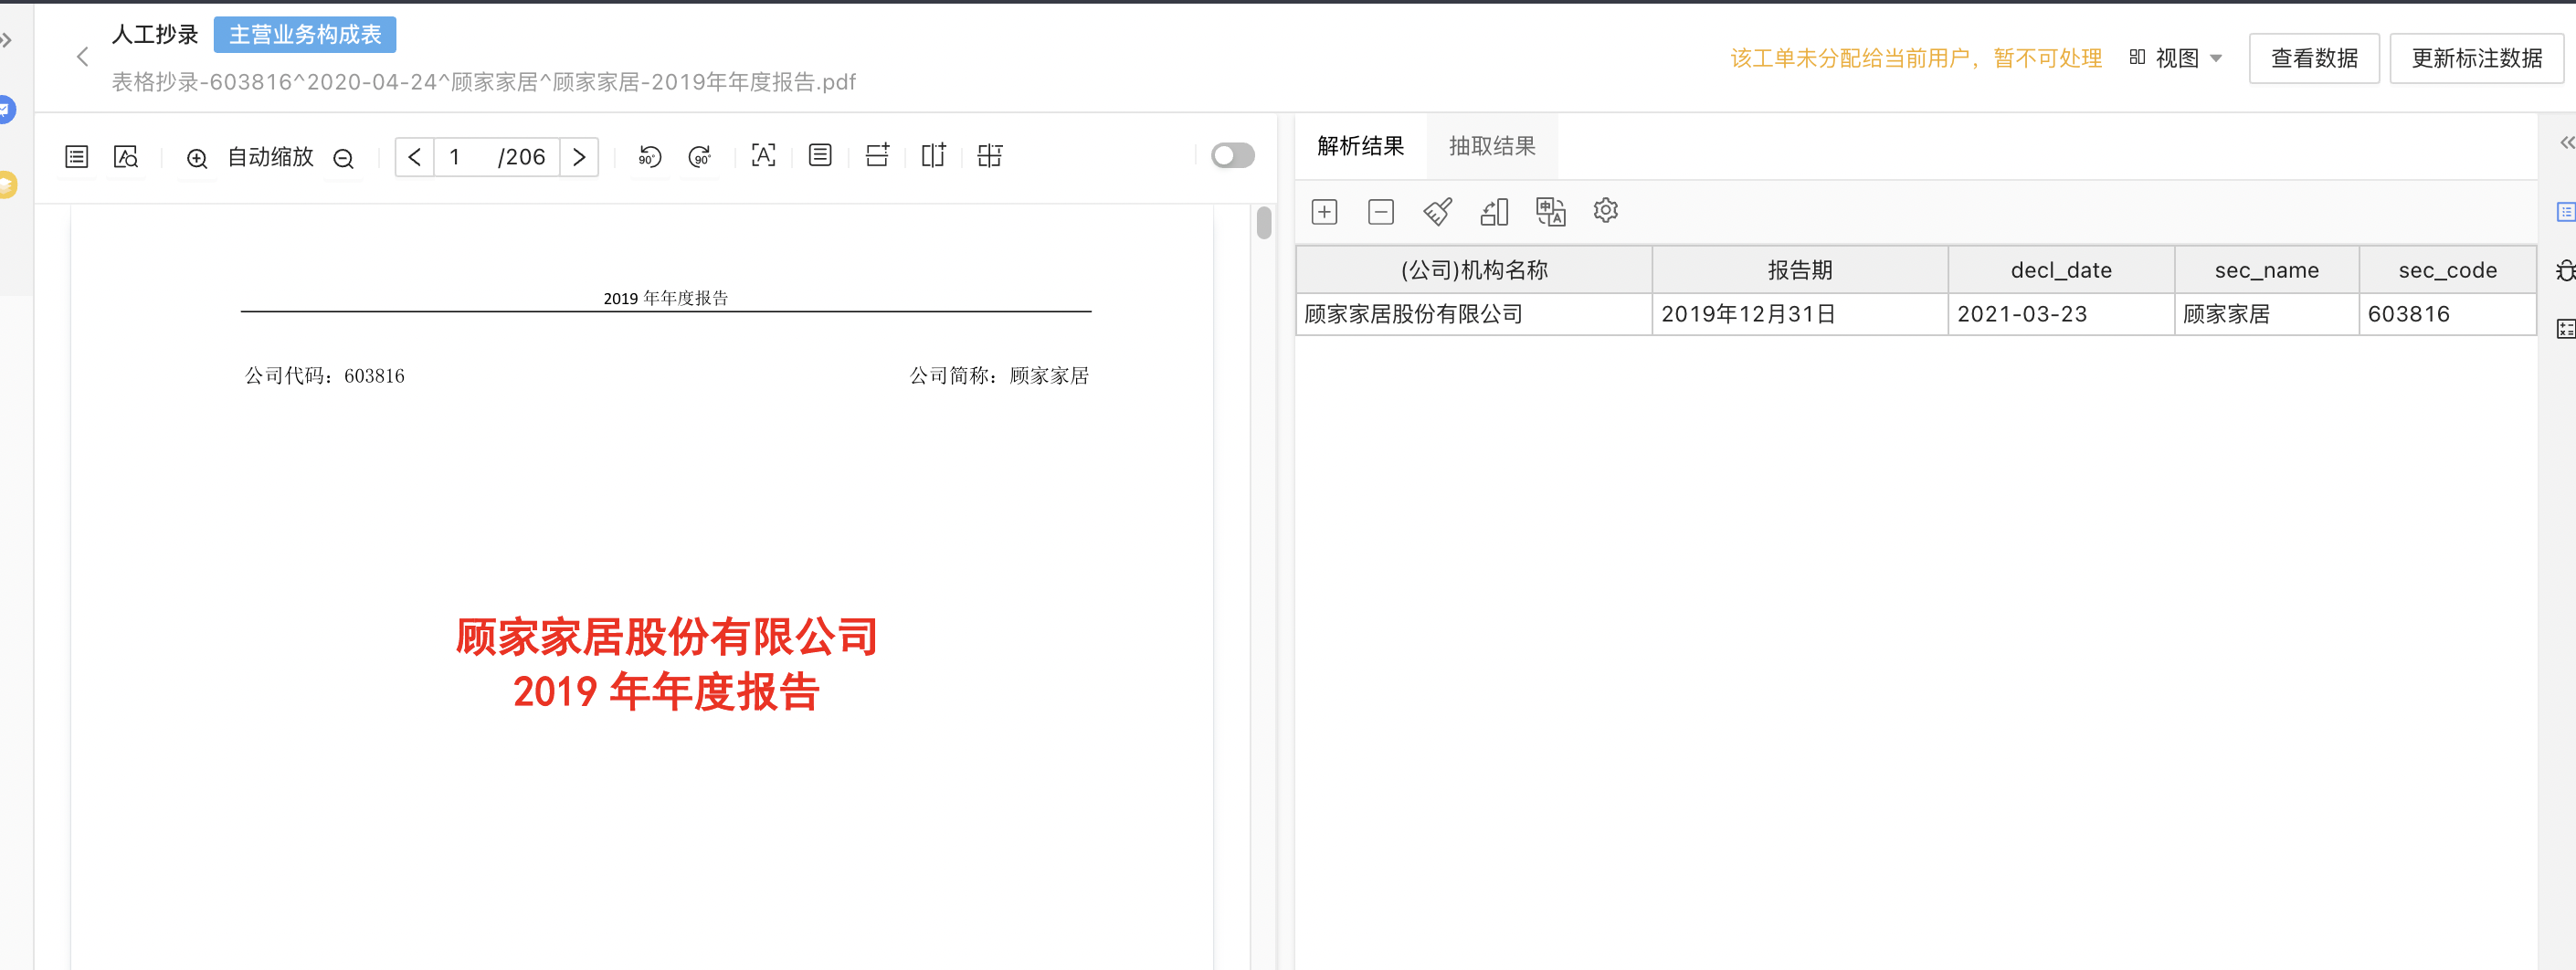 人工抄录 主营业务构成表
表格抄录-603816^2020-04-24^顾家家居^顾家家居-2019年年度报告.pdf
该工单未分配给当前用户，暂不可处理 视图 查看数据 更新标注数据
自动缩放 1 /206 90° 90° A
解析结果 抽取结果
中 A
(公司)机构名称 报告期 decl_date sec_name sec_code
顾家家居股份有限公司 2019年12月31日 2021-03-23 顾家家居 603816
2019 年年度报告
公司代码：603816 公司简称：顾家家居
顾家家居股份有限公司
2019 年年度报告